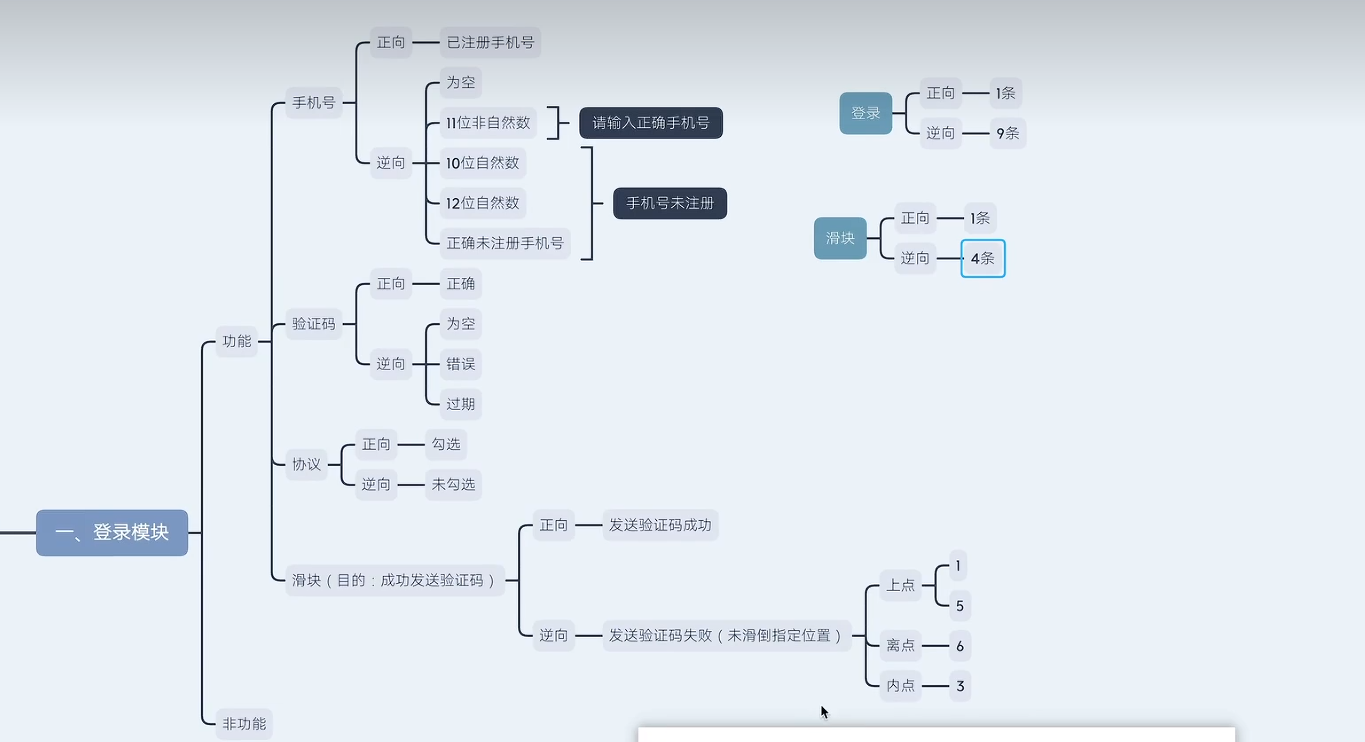 一、登录模块
功能
手机号
正向
已注册手机号
逆向
为空
11位非自然数
10位自然数
12位自然数
正确未注册手机号
请输入正确手机号
手机号未注册
验证码
正向
正确
逆向
为空
错误
过期
协议
正向
勾选
逆向
未勾选
滑块（目的：成功发送验证码）
正向
发送验证码成功
逆向
发送验证码失败（未滑倒指定位置）
上点
1
5
离点
6
内点
3
非功能
登录
正向
1条
逆向
9条
滑块
正向
1条
逆向
4条